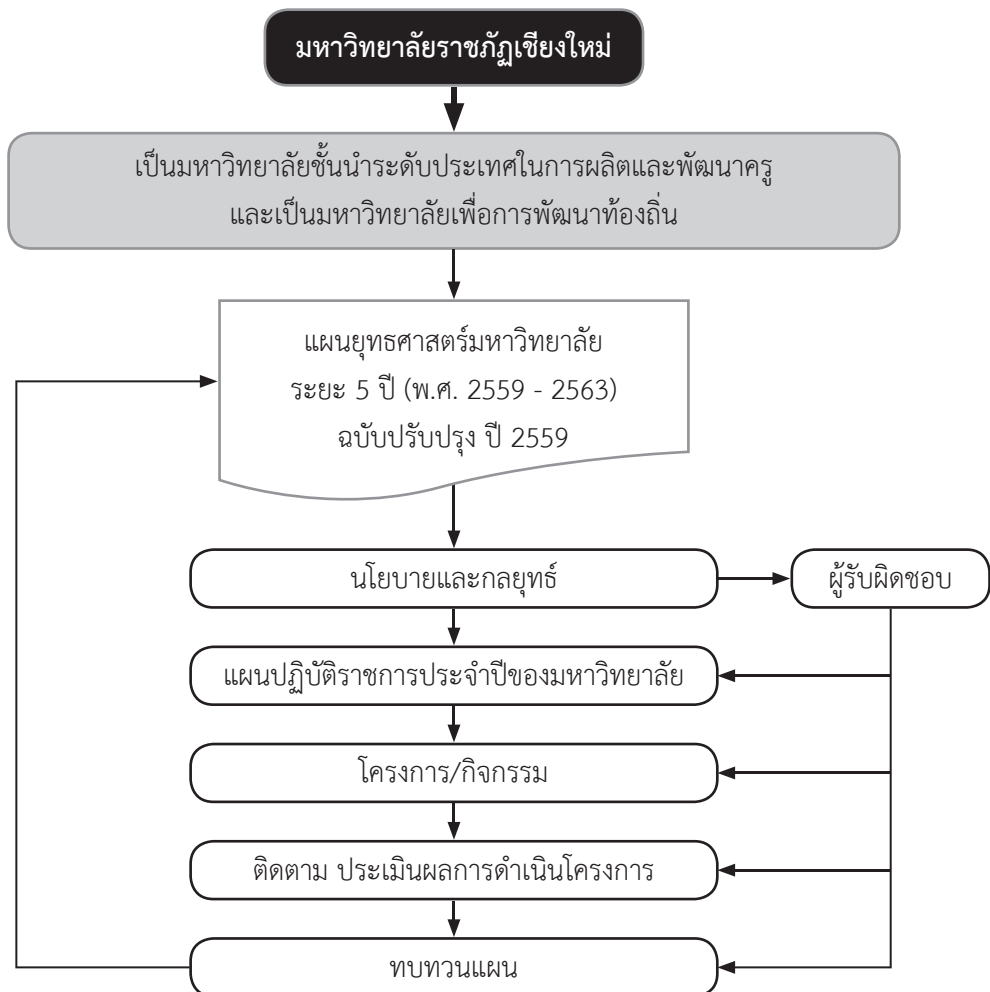 มหาวิทยาลัยราชภัฏเชียงใหม่
เป็นมหาวิทยาลัยชั้นนำระดับประเทศในการผลิตและพัฒนาครู
และเป็นมหาวิทยาลัยเพื่อการพัฒนาท้องถิ่น
แผนยุทธศาสตร์มหาวิทยาลัย
ระยะ 5 ปี (พ.ศ. 2559 - 2563)
ฉบับปรับปรุง ปี 2559
นโยบายและกลยุทธ์
ผู้รับผิดชอบ
แผนปฏิบัติราชการประจำปีของมหาวิทยาลัย
โครงการ/กิจกรรม
ติดตาม ประเมินผลการดำเนินโครงการ
ทบทวนแผน